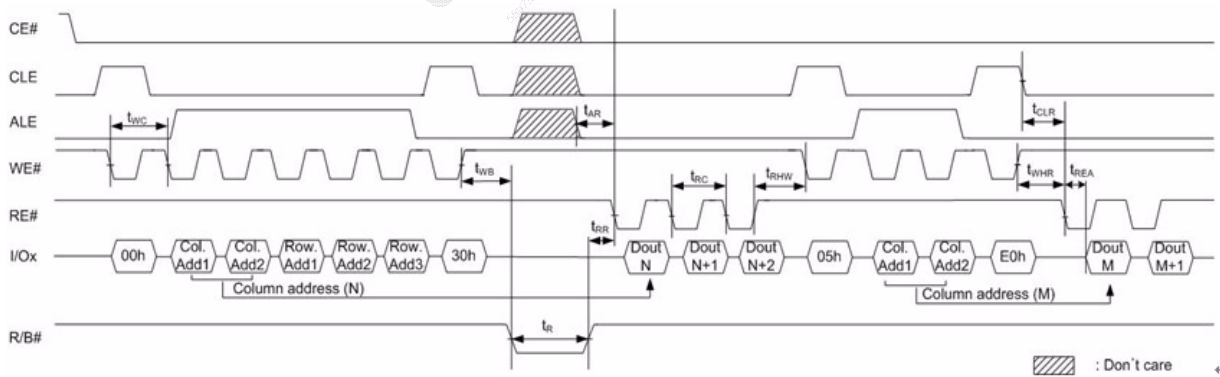 CE#
CLE
ALE
tAR
tCLR
tWC
WE#
tWB
tRC
tRHW
tWHR
tREA
RE#
tRR
I/Ox
00h
Col. Add1
Col. Add2
Row. Add1
Row. Add2
Row. Add3
30h
Dout N
Dout N+1
Dout N+2
05h
Col. Add1
Col. Add2
E0h
Dout M
Dout M+1
Column address (N)
Column address (M)
R/B#
tR
: Don´t care